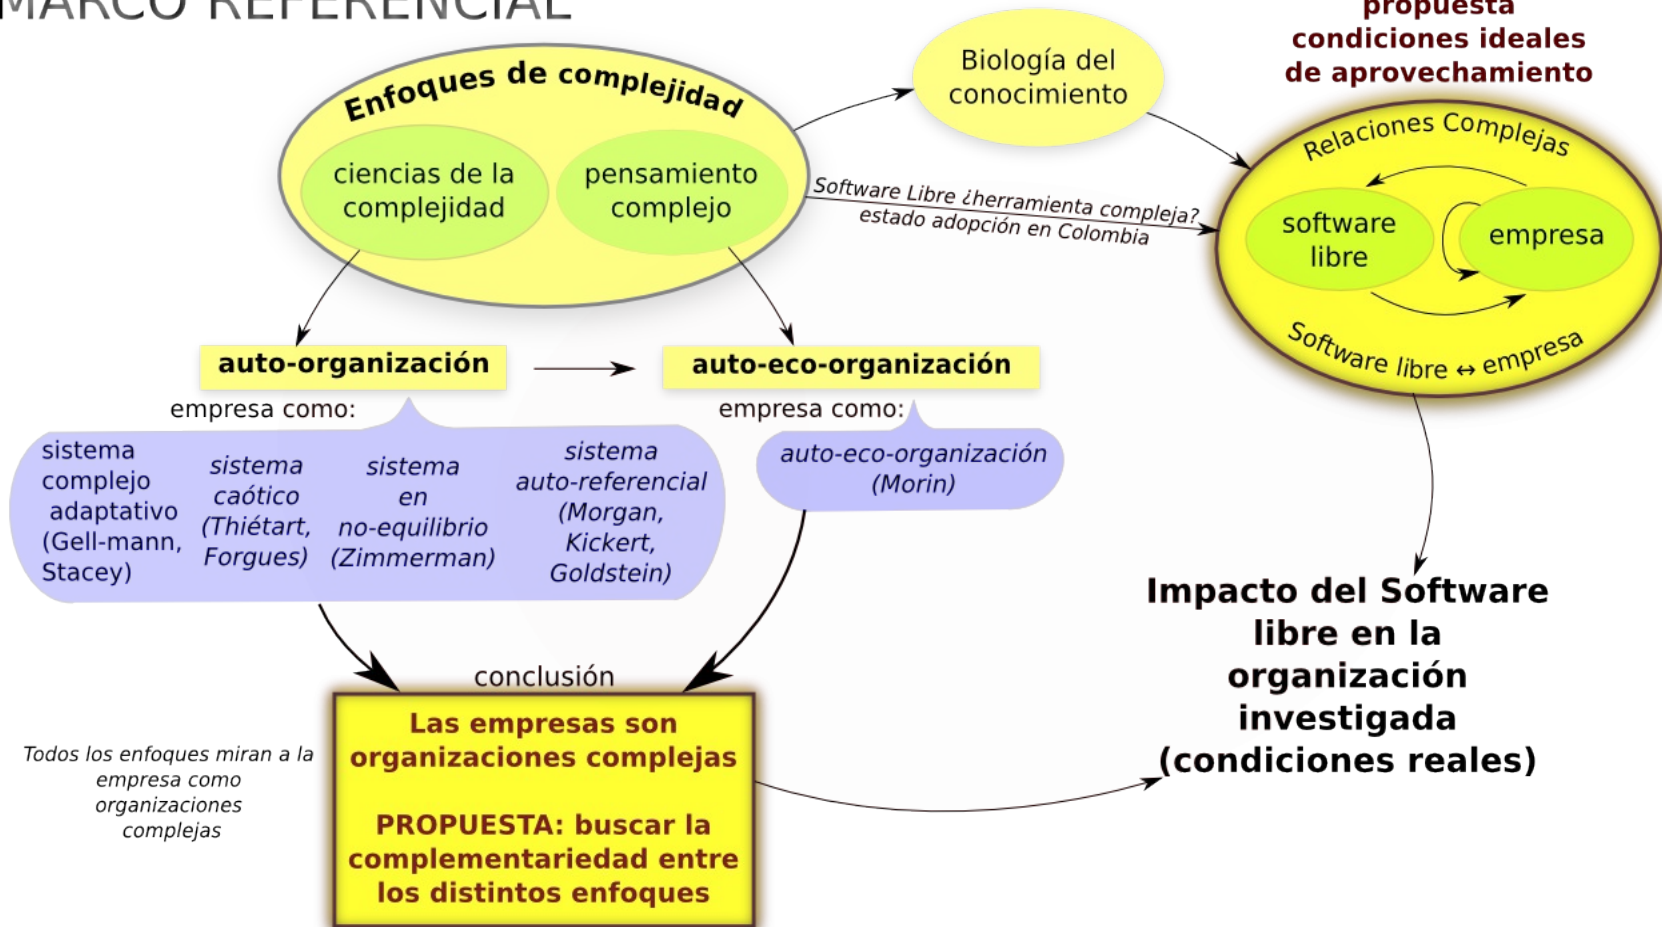 MARCO REFERENCIAL
propuesta
condiciones ideales
de aprovechamiento
Enfoques de complejidad
ciencias de la
complejidad
pensamiento
complejo
Biología del
conocimiento
Software Libre ¿herramienta compleja?
estado adopción en Colombia
Relaciones Complejas
software
libre
empresa
Software libre ↔ empresa
auto-organización
auto-eco-organización
empresa como:
empresa como:
sistema
complejo
adaptativo
(Gell-mann,
Stacey)
sistema
caótico
(Thiétart,
Forgues)
sistema
en
no-equilibrio
(Zimmerman)
sistema
auto-referencial
(Morgan,
Kickert,
Goldstein)
auto-eco-organización
(Morin)
conclusión
Las empresas son
organizaciones complejas
PROPUESTA: buscar la
complementariedad entre
los distintos enfoques
Todos los enfoques miran a la
empresa como
organizaciones
complejas
Impacto del Software
libre en la
organización
investigada
(condiciones reales)